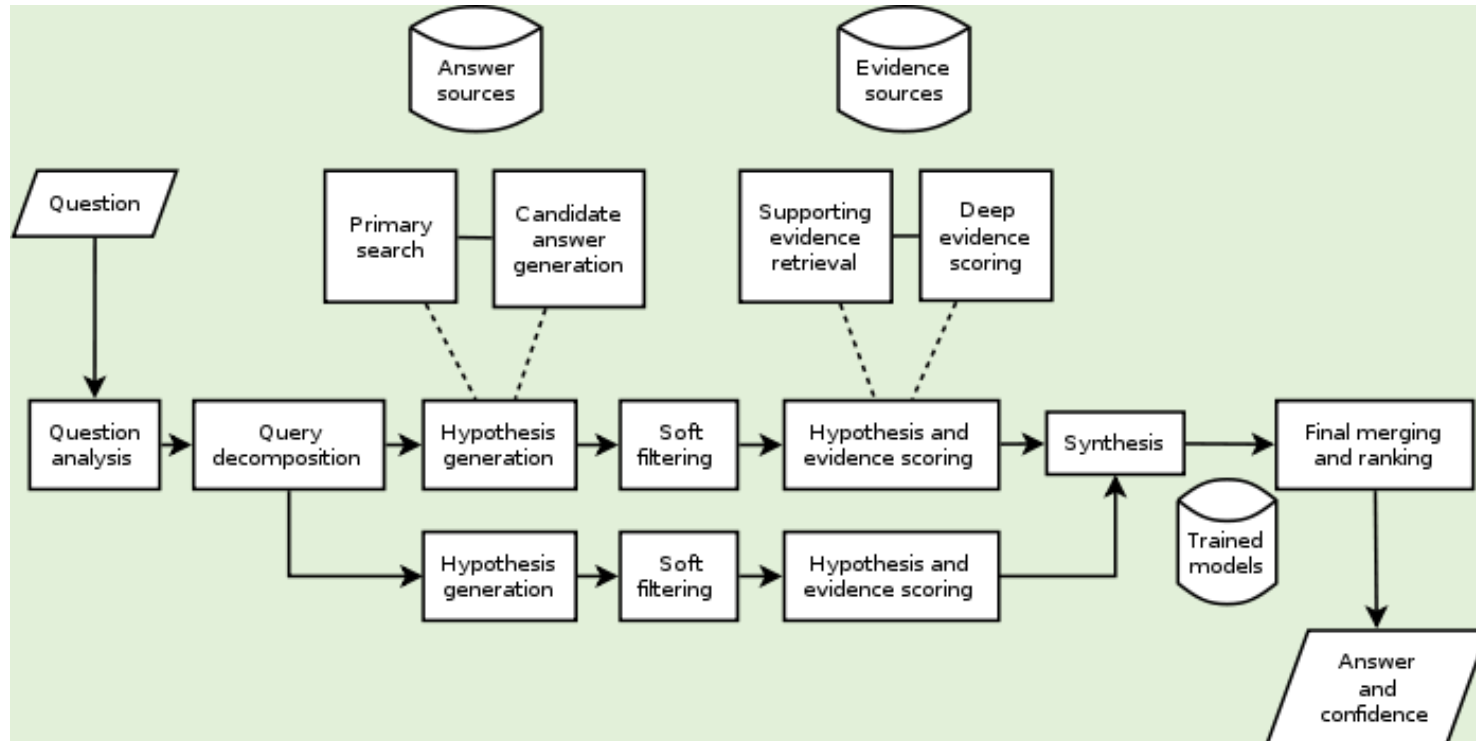 Answer
sources
Evidence
sources
Question
Primary
search
Candidate
answer
generation
Supporting
evidence
retrieval
Deep
evidence
scoring
Question
analysis
Query
decomposition
Hypothesis
generation
Soft
filtering
Hypothesis and
evidence scoring
Synthesis
Final merging
and ranking
Hypothesis
generation
Soft
filtering
Hypothesis and
evidence scoring
Trained
models
Answer
and
confidence